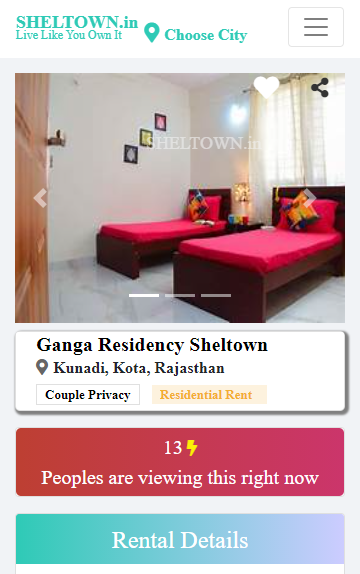 SHELTOWN.in
Live Like You Own It
Choose City
SHELTOWN.in
Ganga Residency Sheltown
Kunadi, Kota, Rajasthan
Couple Privacy
Residential Rent
13
Peoples are viewing this right now
Rental Details